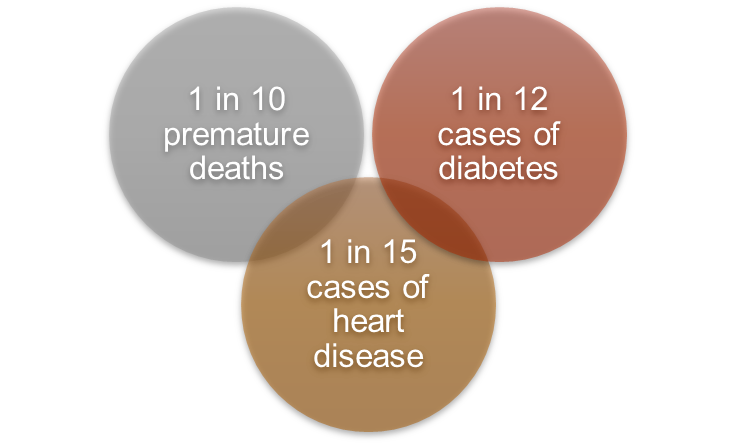 1 in 10
premature
deaths
1 in 12
cases of
diabetes
1 in 15
cases of
heart
disease